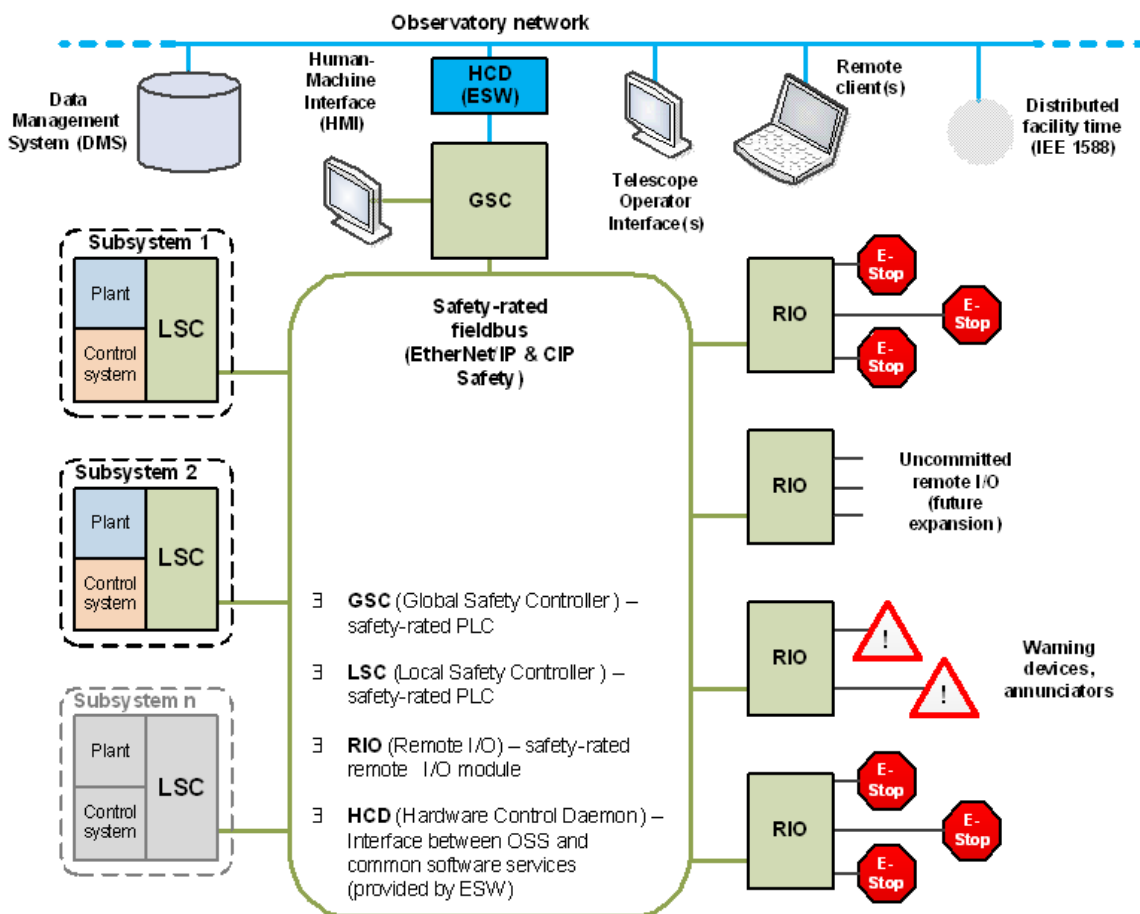 Observatory network
Data
Management
System (DMS)
Human-
Machine
Interface
(HMI)
HCD
(ESW)
Telescope
Operator
Interface(s)
Remote
client(s)
Distributed
facility time
(IEE 1588)
GSC
Subsystem 1
Plant
Control
system
LSC
Subsystem 2
Plant
Control
system
LSC
Subsystem n
Plant
Control
system
LSC
Safety-rated
fieldbus
(EtherNet/IP & CIP
Safety)
∃ GSC (Global Safety Controller) –
safety-rated PLC
∃ LSC (Local Safety Controller) –
safety-rated PLC
∃ RIO (Remote I/O) – safety-rated
remote I/O module
∃ HCD (Hardware Control Daemon) –
Interface between OSS and
common software services
(provided by ESW)
RIO
E-
Stop
E-
Stop
E-
Stop
RIO
Uncommitted
remote I/O
(future
expansion)
RIO
!
!
Warning
devices,
annunciators
RIO
E-
Stop
E-
Stop
E-
Stop